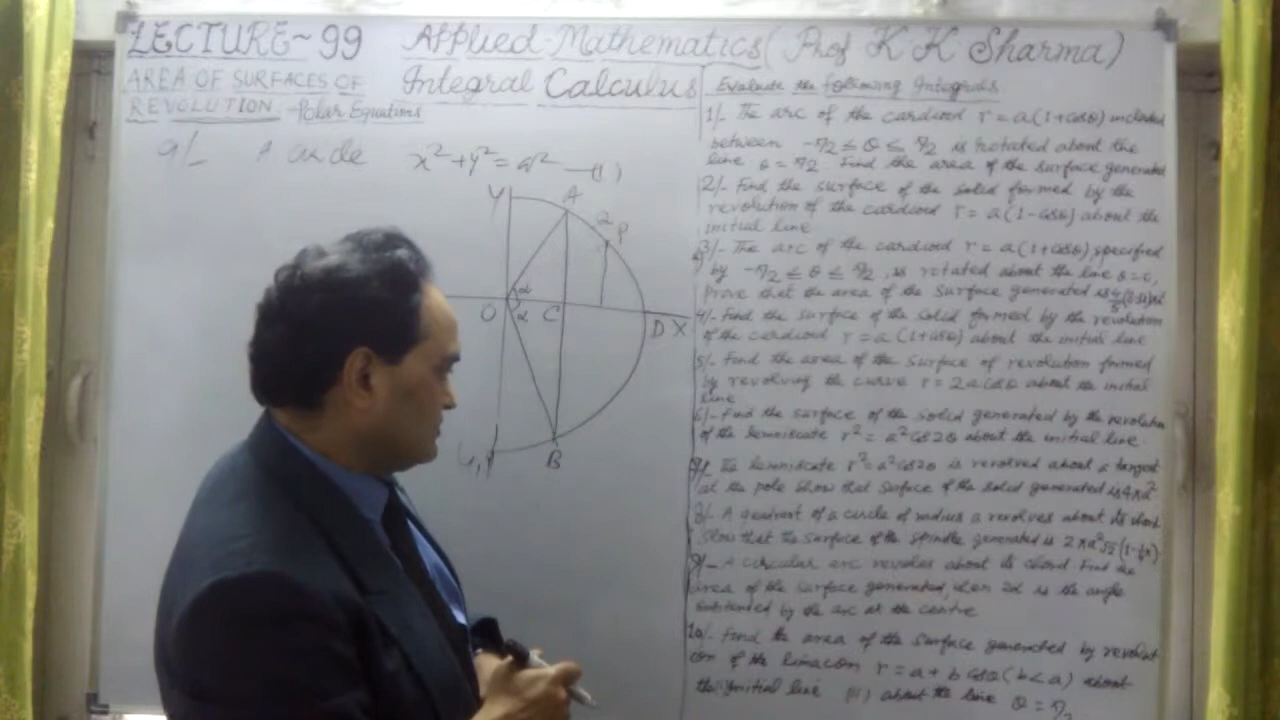 LECTURE~99 Applied Mathematics (Prof K K Sharma)
AREA OF SURFACES OF
REVOLUTION - Polar Equations
Integral Calculus
9/- A circle x² + y² = a² —(1)
Y
A
2
P
α
α
O
C
D X
B
Evaluate the following Integrals
1/- The arc of the cardioid r = a(1+cosθ) included
between -π/2 ≤ θ ≤ π/2 is rotated about the
line θ = π/2 Find the area of the surface generated
2/- Find the surface of the solid formed by the
revolution of the cardioid r = a(1-cosθ) about the
initial line
3/- The arc of the cardioid r = a(1+cosθ) specified
by -π/2 ≤ θ ≤ π/2, is rotated about the line θ=0,
Prove that the area of the surface generated is
4/- Find the surface of the solid formed by the revolution
of the cardioid r = a(1+cosθ) about the initial line
5/- Find the area of the surface of revolution formed
by revolving the curve r = 2a cosθ about the initial
line
6/- Find the surface of the solid generated by the revolution
of the lemniscate r² = a² cos2θ about the initial line.
7/- The lemniscate r² = a² cos2θ is revolved about a tangent
at the pole show that surface of the solid generated is 4πa²
8/- A quadrant of a circle of radius a revolves about its chord.
Show that the surface of the spindle generated is 2πa²√2(1-¼π)
9/- A circular arc revolves about its chord Find the
area of the surface generated, when 2α is the angle
subtended by the arc at the centre
10/- Find the area of the surface generated by revolut
ion of the limacon r = a + b cosθ (b<a) about
the initial line (ii) about the line θ = π/2